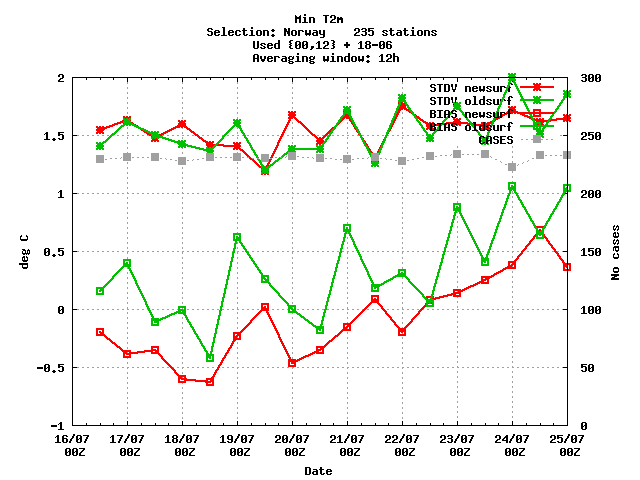 Min T2m
Selection: Norway    235 stations
Used {00,12} + 18-06
Averaging window: 12h
STDV newsurf
STDV oldsurf
BIAS newsurf
BIAS oldsurf
CASES
2
1.5
1
0.5
0
-0.5
-1
deg C
300
250
200
150
100
50
0
No cases
16/07 17/07 18/07 19/07 20/07 21/07 22/07 23/07 24/07 25/07
00Z 00Z 00Z 00Z 00Z 00Z 00Z 00Z 00Z 00Z
Date